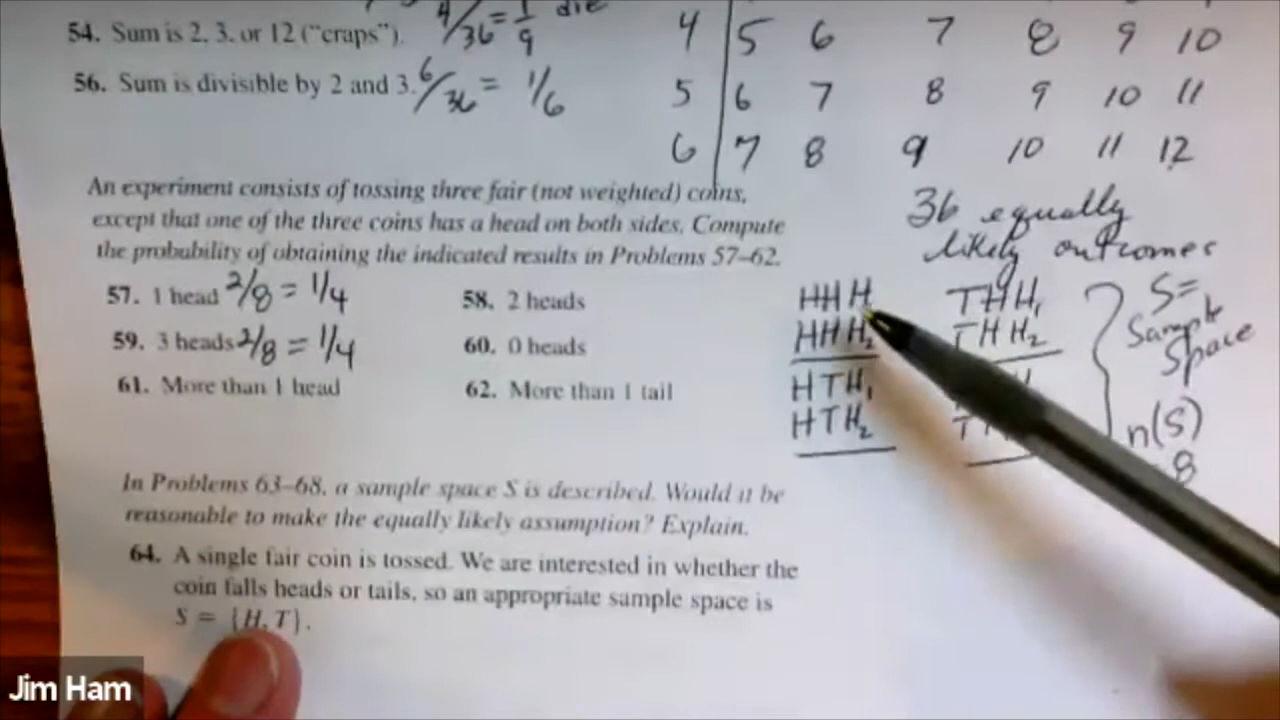 54. Sum is 2, 3, or 12 ("craps"). 4/36 = 1/9 die
56. Sum is divisible by 2 and 3. 6/36 = 1/6
4 5 6 7 8 9 10
5 6 7 8 9 10 11
6 7 8 9 10 11 12
36 equally
likely outcomes
An experiment consists of tossing three fair (not weighted) coins,
except that one of the three coins has a head on both sides. Compute
the probability of obtaining the indicated results in Problems 57–62.
57. 1 head 2/8 = 1/4 58. 2 heads
59. 3 heads 2/8 = 1/4 60. 0 heads
61. More than 1 head 62. More than 1 tail
HHH THH₁
HHH₂ THH₂
HTH₁
HTH₂
S=
Sample
Space
n(S)
8
In Problems 63–68, a sample space S is described. Would it be
reasonable to make the equally likely assumption? Explain.
64. A single fair coin is tossed. We are interested in whether the
coin falls heads or tails, so an appropriate sample space is
S = {H, T}.
Jim Ham